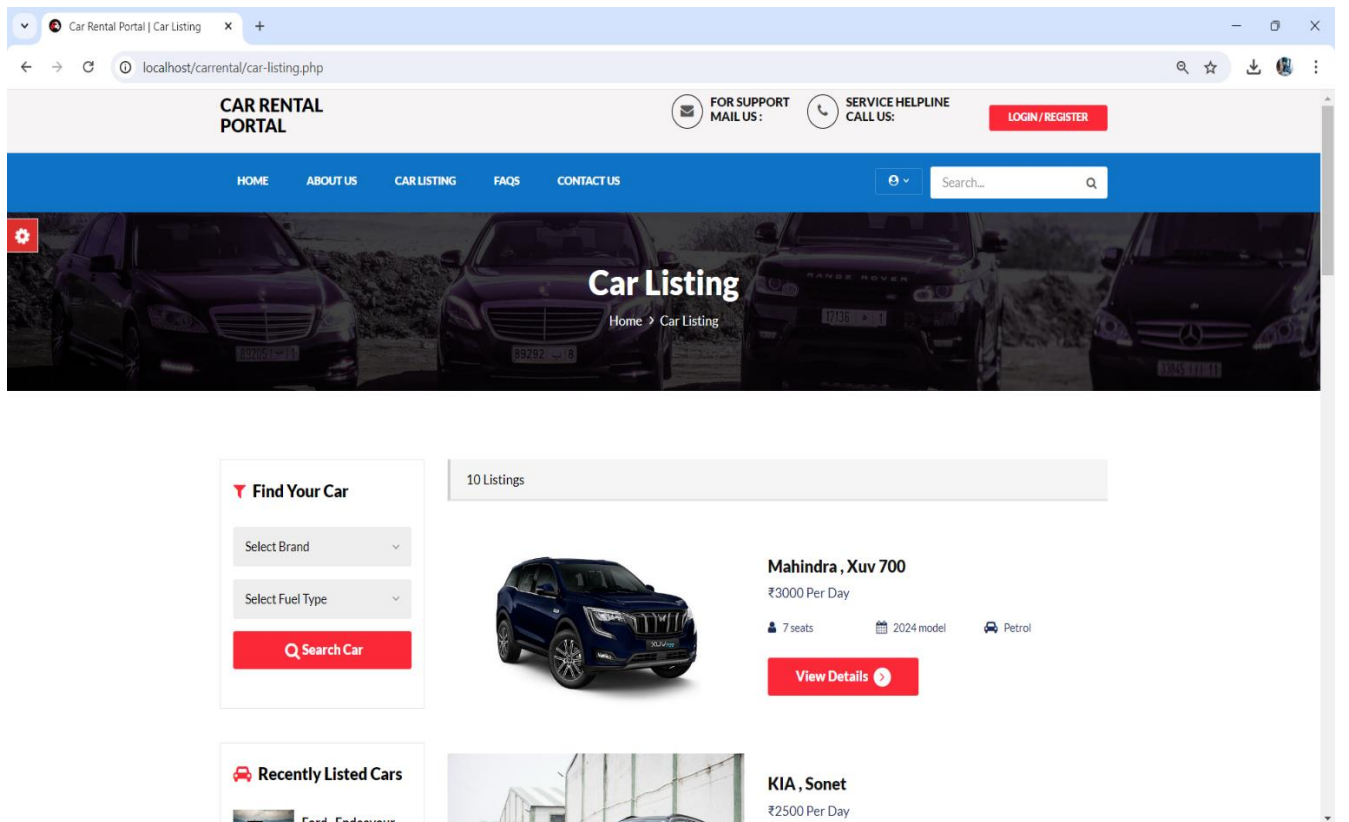 Car Rental Portal | Car Listing
localhost/carrental/car-listing.php
CAR RENTAL
PORTAL
FOR SUPPORT
MAIL US :
SERVICE HELPLINE
CALL US:
LOGIN / REGISTER
HOME ABOUT US CAR LISTING FAQS CONTACT US
Search...
Car Listing
Home > Car Listing
RANGE ROVER
Find Your Car
Select Brand
Select Fuel Type
Search Car
10 Listings
Mahindra , Xuv 700
₹3000 Per Day
7 seats 2024 model Petrol
View Details
Recently Listed Cars
KIA , Sonet
₹2500 Per Day